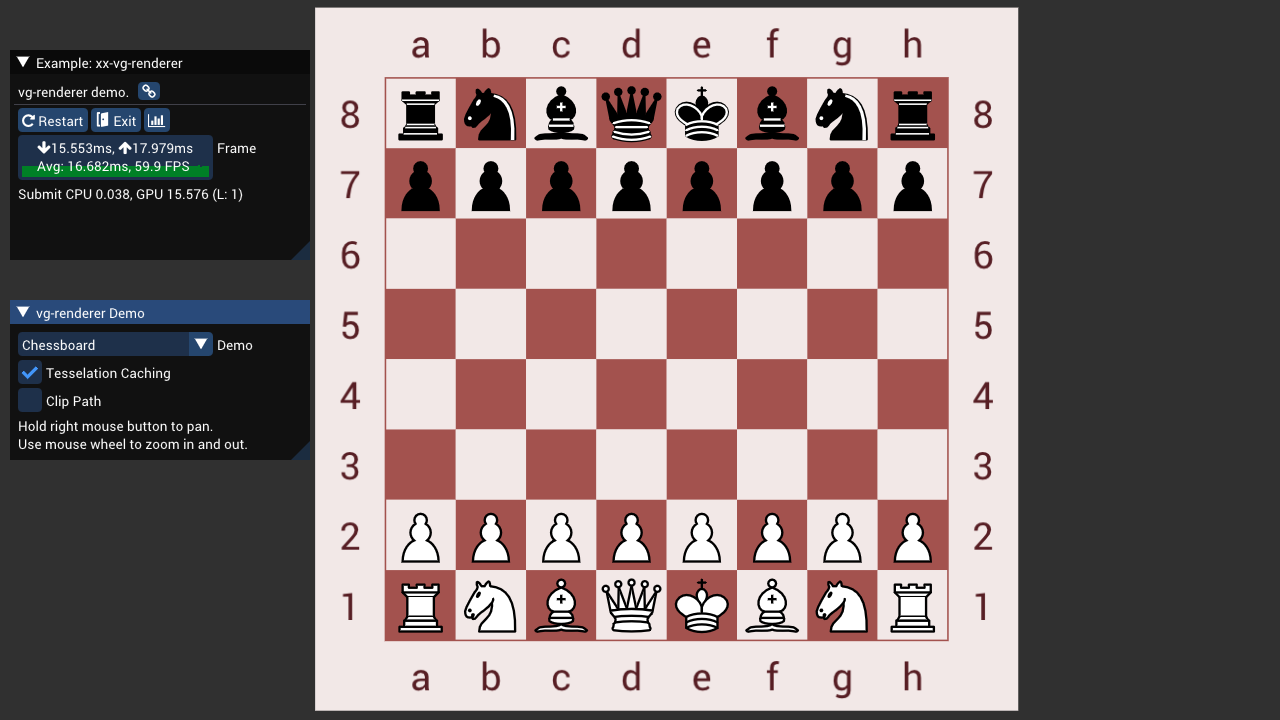 Example: xx-vg-renderer
vg-renderer demo.
Restart Exit
15.553ms, 17.979ms Frame
Avg: 16.682ms, 59.9 FPS
Submit CPU 0.038, GPU 15.576 (L: 1)
vg-renderer Demo
Chessboard Demo
Tesselation Caching
Clip Path
Hold right mouse button to pan.
Use mouse wheel to zoom in and out.
a b c d e f g h
8 8
7 7
6 6
5 5
4 4
3 3
2 2
1 1
a b c d e f g h